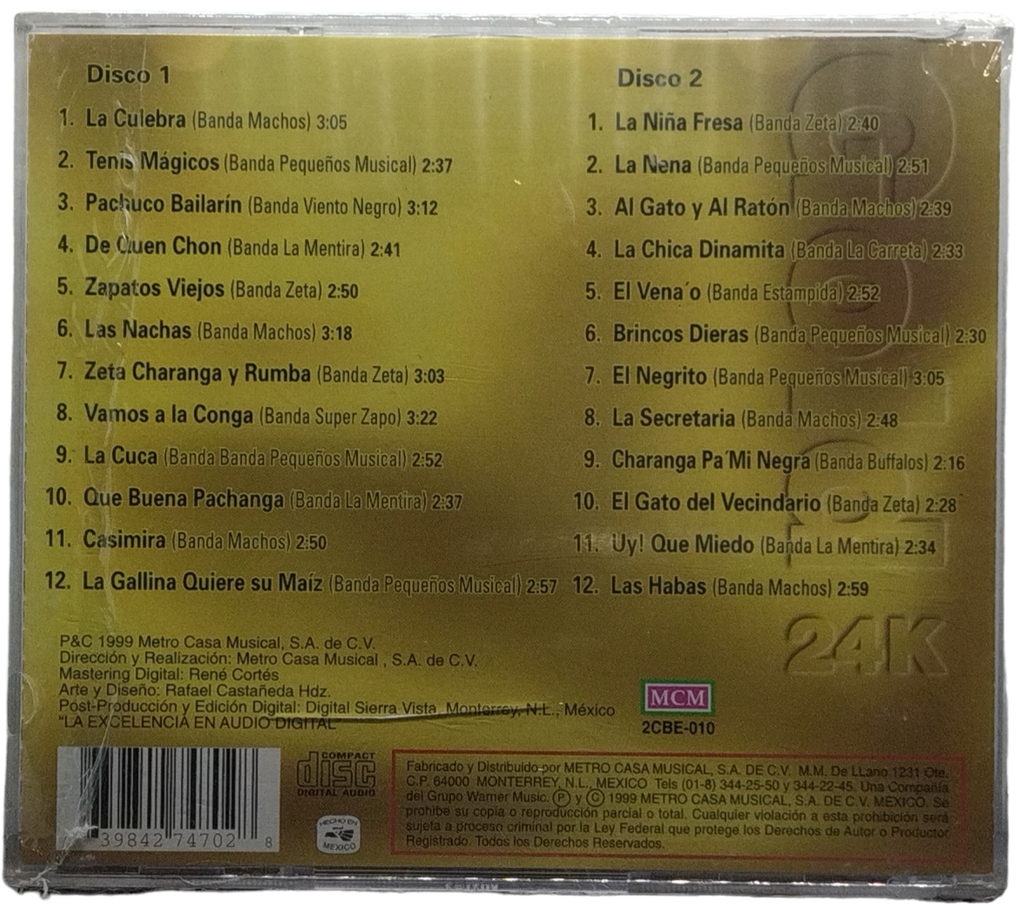 Disco 1
1. La Culebra (Banda Machos) 3:05
2. Tenis Mágicos (Banda Pequeños Musical) 2:37
3. Pachuco Bailarín (Banda Viento Negro) 3:12
4. De Quen Chon (Banda La Mentira) 2:41
5. Zapatos Viejos (Banda Zeta) 2:50
6. Las Nachas (Banda Machos) 3:18
7. Zeta Charanga y Rumba (Banda Zeta) 3:03
8. Vamos a la Conga (Banda Super Zapo) 3:22
9. La Cuca (Banda Banda Pequeños Musical) 2:52
10. Que Buena Pachanga (Banda La Mentira) 2:37
11. Casimira (Banda Machos) 2:50
12. La Gallina Quiere su Maíz (Banda Pequeños Musical) 2:57
Disco 2
1. La Niña Fresa (Banda Zeta) 2:40
2. La Nena (Banda Pequeños Musical) 2:51
3. Al Gato y Al Ratón (Banda Machos) 2:39
4. La Chica Dinamita (Banda La Carreta) 2:33
5. El Vena´o (Banda Estampida) 2:52
6. Brincos Dieras (Banda Pequeños Musical) 2:30
7. El Negrito (Banda Pequeños Musical) 3:05
8. La Secretaria (Banda Machos) 2:48
9. Charanga Pa´Mi Negra (Banda Buffalos) 2:16
10. El Gato del Vecindario (Banda Zeta) 2:28
11. Uy! Que Miedo (Banda La Mentira) 2:34
12. Las Habas (Banda Machos) 2:59
GOLD
24K
P&C 1999 Metro Casa Musical, S.A. de C.V.
Dirección y Realización: Metro Casa Musical , S.A. de C.V.
Mastering Digital: René Cortés
Arte y Diseño: Rafael Castañeda Hdz.
Post-Producción y Edición Digital: Digital Sierra Vista, Monterrey, N.L., México
"LA EXCELENCIA EN AUDIO DIGITAL"
MCM
2CBE-010
39842 74702 8
COMPACT
disc
DIGITAL AUDIO
HECHO EN
MEXICO
Fabricado y Distribuido por METRO CASA MUSICAL, S.A. DE C.V. M.M. De LLano 1231 Ote.
C.P. 64000 MONTERREY, N.L., MEXICO Tels (01-8) 344-25-50 y 344-22-45. Una Compañía
del Grupo Warner Music. Ⓟ y Ⓒ 1999 METRO CASA MUSICAL, S.A. DE C.V. MEXICO. Se
prohibe su copia o reproducción parcial o total. Cualquier violación a esta prohibición será
sujeta a proceso criminal por la Ley Federal que protege los Derechos de Autor o Productor
Registrado. Todos los Derechos Reservados.